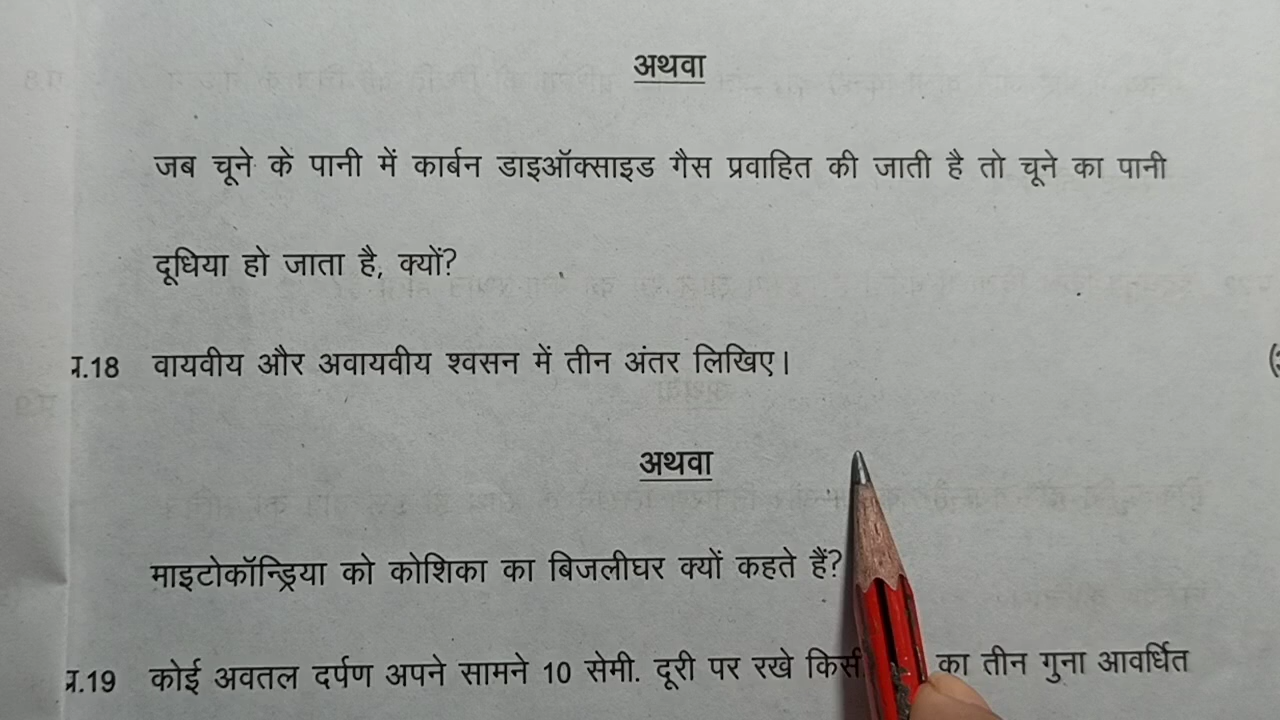 अथवा
जब चूने के पानी में कार्बन डाइऑक्साइड गैस प्रवाहित की जाती है तो चूने का पानी
दूधिया हो जाता है, क्यों?
प्र.18 वायवीय और अवायवीय श्वसन में तीन अंतर लिखिए।
अथवा
माइटोकॉन्ड्रिया को कोशिका का बिजलीघर क्यों कहते हैं?
प्र.19 कोई अवतल दर्पण अपने सामने 10 सेमी. दूरी पर रखे का तीन गुना आवर्धित